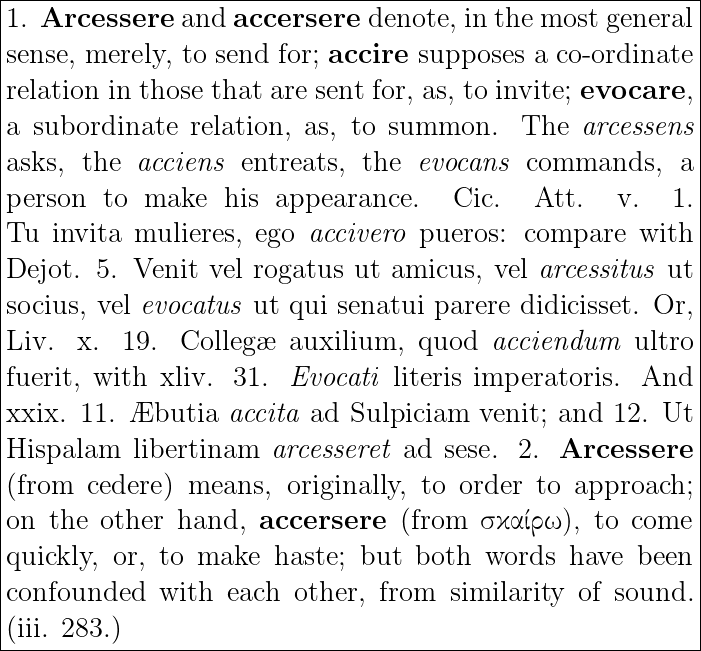 1. Arcessere and accersere denote, in the most general
sense, merely, to send for; accire supposes a co-ordinate
relation in those that are sent for, as, to invite; evocare,
a subordinate relation, as, to summon. The arcessens
asks, the acciens entreats, the evocans commands, a
person to make his appearance. Cic. Att. v. 1.
Tu invita mulieres, ego accivero pueros: compare with
Dejot. 5. Venit vel rogatus ut amicus, vel arcessitus ut
socius, vel evocatus ut qui senatui parere didicisset. Or,
Liv. x. 19. Collegæ auxilium, quod acciendum ultro
fuerit, with xliv. 31. Evocati literis imperatoris. And
xxix. 11. Æbutia accita ad Sulpiciam venit; and 12. Ut
Hispalam libertinam arcesseret ad sese. 2. Arcessere
(from cedere) means, originally, to order to approach;
on the other hand, accersere (from σκαίρω), to come
quickly, or, to make haste; but both words have been
confounded with each other, from similarity of sound.
(iii. 283.)